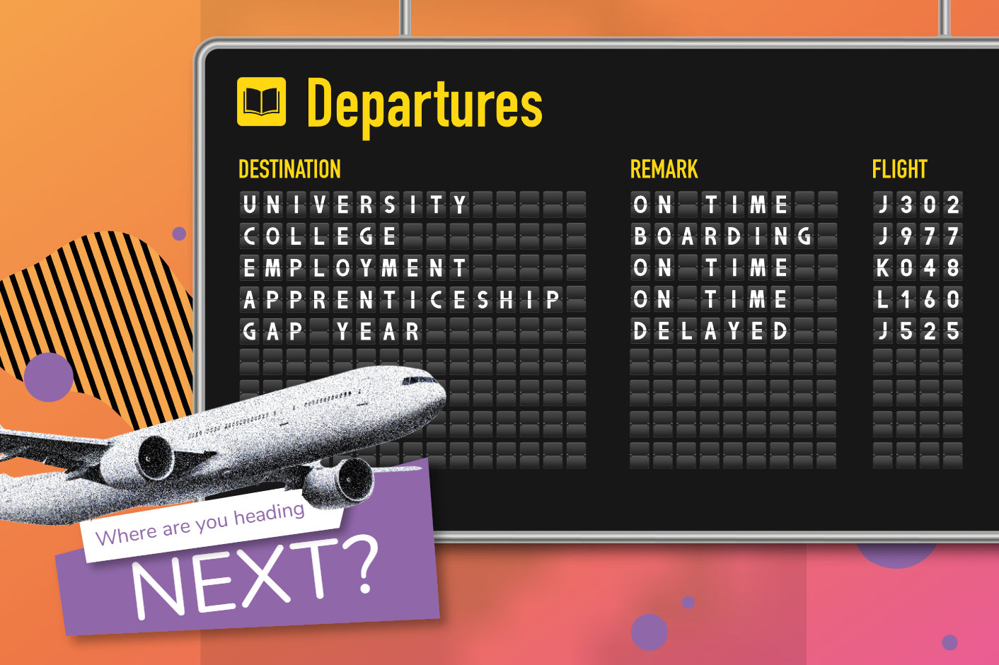 Departures
DESTINATION REMARK FLIGHT
UNIVERSITY ON TIME J302
COLLEGE BOARDING J977
EMPLOYMENT ON TIME K048
APPRENTICESHIP ON TIME L160
GAP YEAR DELAYED J525
Where are you heading
NEXT?